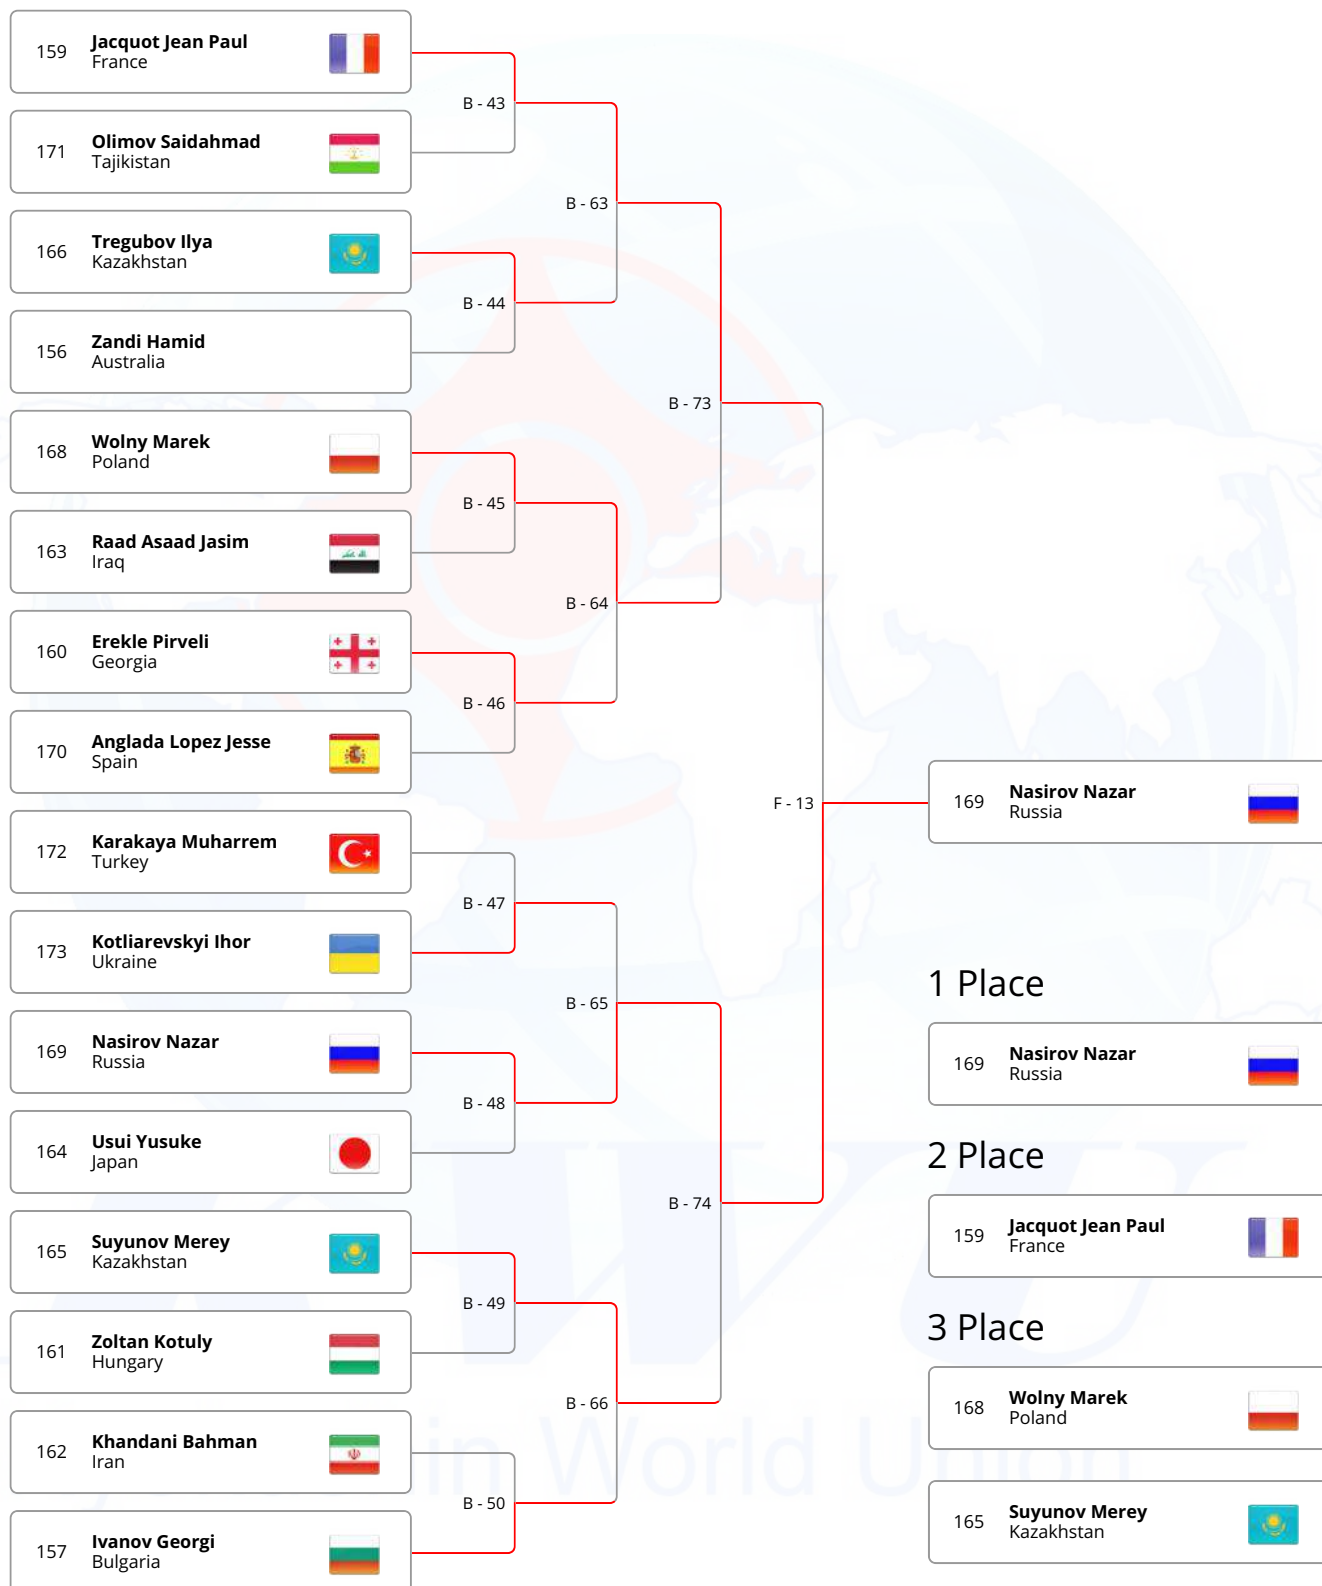 159 Jacquot Jean Paul
France
B - 43
171 Olimov Saidahmad
Tajikistan
B - 63
166 Tregubov Ilya
Kazakhstan
B - 44
156 Zandi Hamid
Australia
B - 73
168 Wolny Marek
Poland
B - 45
163 Raad Asaad Jasim
Iraq
B - 64
160 Erekle Pirveli
Georgia
B - 46
170 Anglada Lopez Jesse
Spain
F - 13
169 Nasirov Nazar
Russia
172 Karakaya Muharrem
Turkey
B - 47
173 Kotliarevskyi Ihor
Ukraine
B - 65
169 Nasirov Nazar
Russia
B - 48
164 Usui Yusuke
Japan
B - 74
165 Suyunov Merey
Kazakhstan
B - 49
161 Zoltan Kotuly
Hungary
B - 66
162 Khandani Bahman
Iran
B - 50
157 Ivanov Georgi
Bulgaria
1 Place
169 Nasirov Nazar
Russia
2 Place
159 Jacquot Jean Paul
France
3 Place
168 Wolny Marek
Poland
165 Suyunov Merey
Kazakhstan
WU
World Union